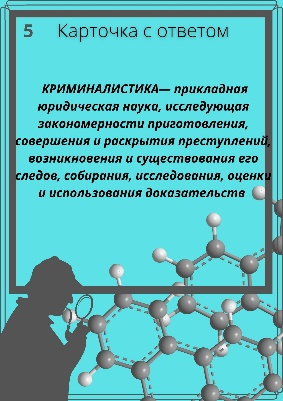 5 Карточка с ответом
КРИМИНАЛИСТИКА— прикладная
юридическая наука, исследующая
закономерности приготовления,
совершения и раскрытия преступлений,
возникновения и существования его
следов, собирания, исследования, оценки
и использования доказательств